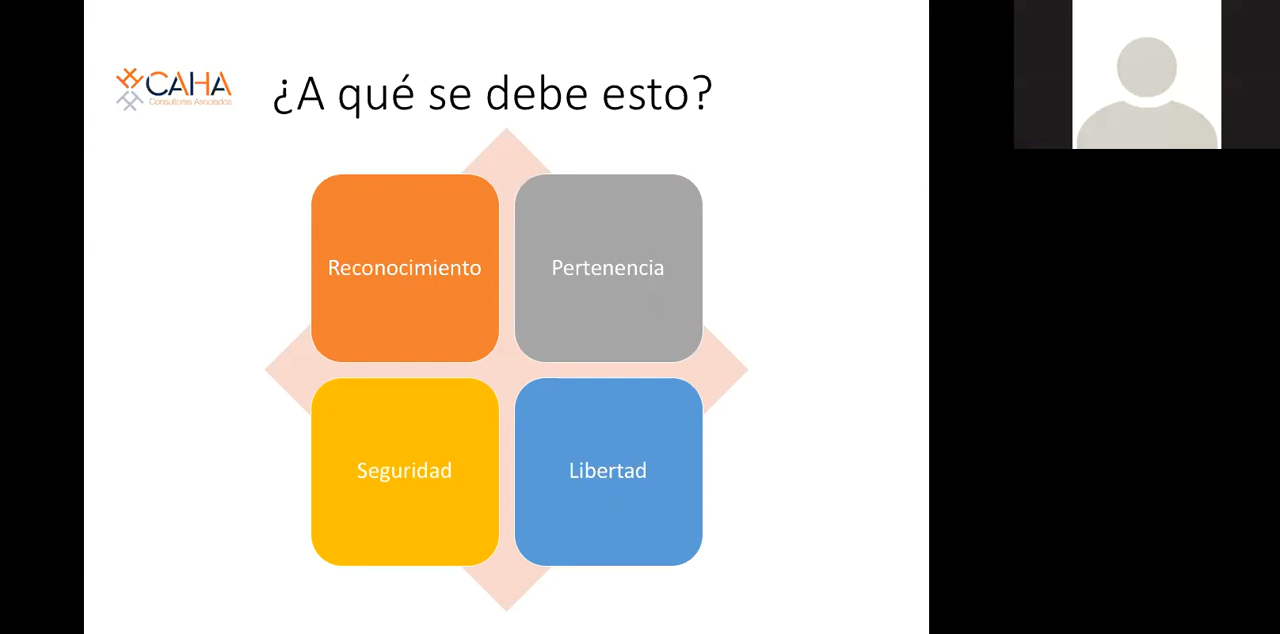 CAHA
Consultores Asociados
¿A qué se debe esto?
Reconocimiento
Pertenencia
Seguridad
Libertad